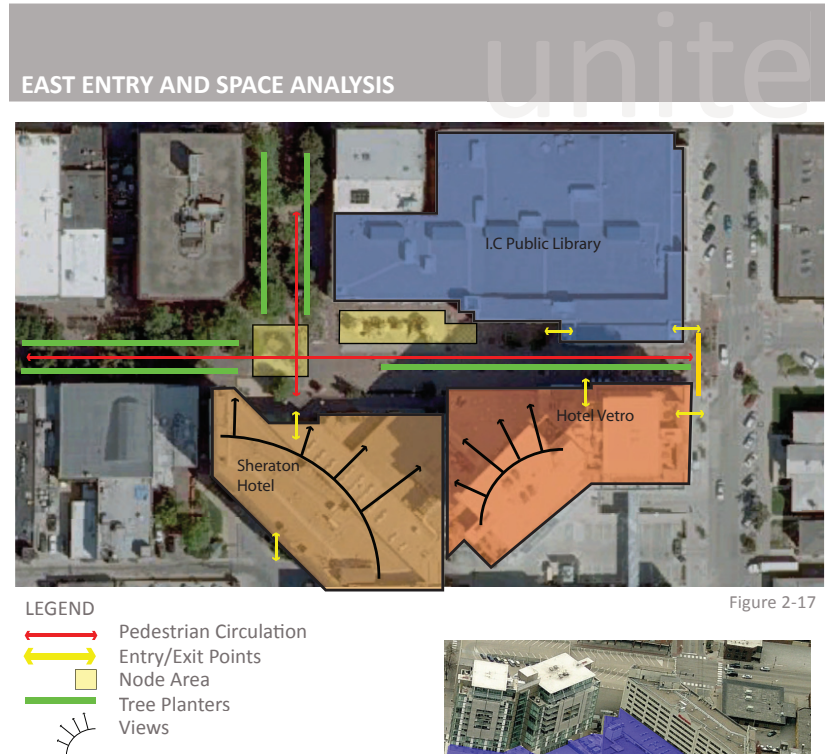 unite
EAST ENTRY AND SPACE ANALYSIS
I.C Public Library
Hotel Vetro
Sheraton
Hotel
Figure 2-17
LEGEND
Pedestrian Circulation
Entry/Exit Points
Node Area
Tree Planters
Views